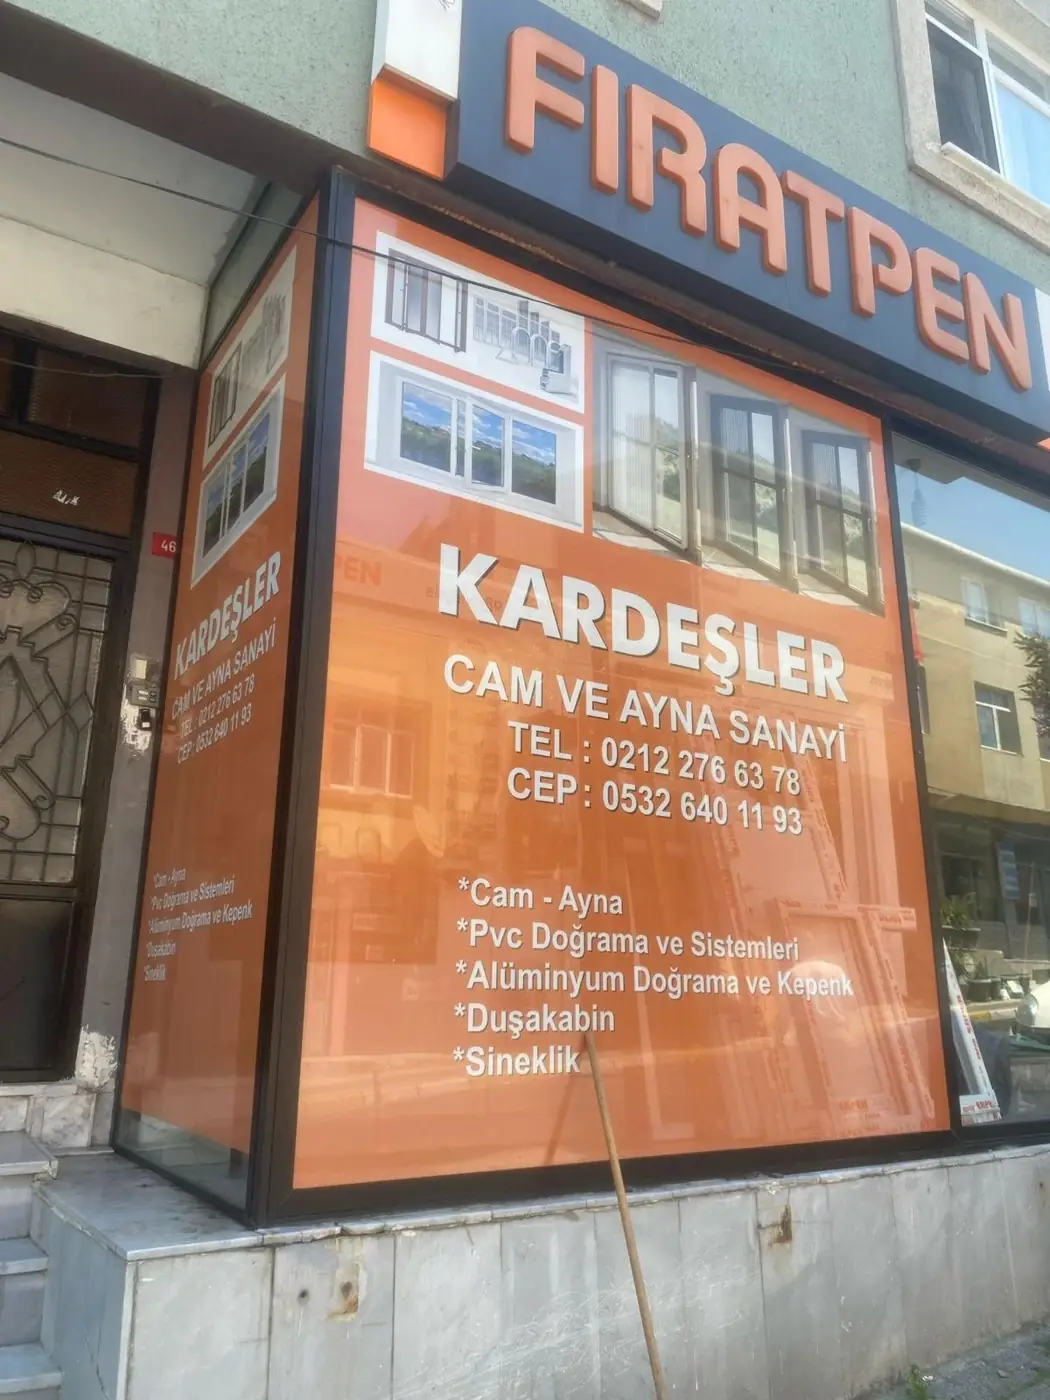 FIRATPEN
46
KARDEŞLER
CAM VE AYNA SANAYİ
TEL : 0212 276 63 78
CEP : 0532 640 11 93
*Cam - Ayna
*Pvc Doğrama ve Sistemleri
*Alüminyum Doğrama ve Kepenk
*Duşakabin
*Sineklik
KARDEŞLER
CAM VE AYNA SANAYİ
TEL : 0212 276 63 78
CEP : 0532 640 11 93
*Cam - Ayna
*Pvc Doğrama ve Sistemleri
*Alüminyum Doğrama ve Kepenk
*Duşakabin
Sineklik
PEN